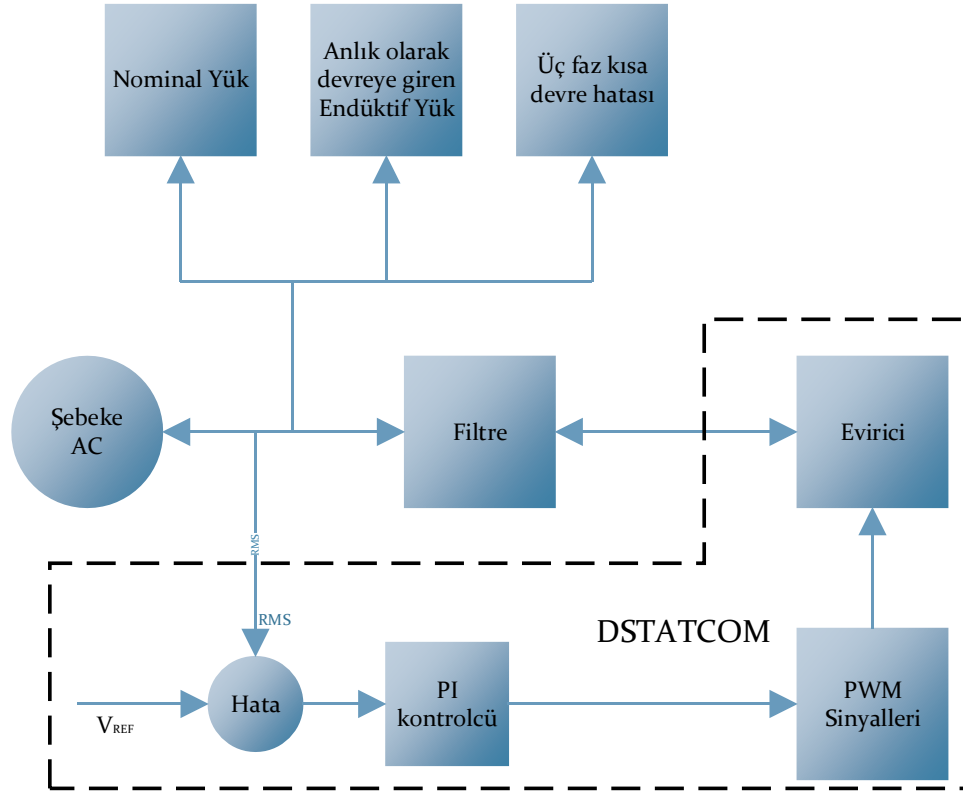 Nominal Yük
Anlık olarak
devreye giren
Endüktif Yük
Üç faz kısa
devre hatası
Şebeke
AC
Filtre
Evirici
RMS
RMS
DSTATCOM
Hata
PI
kontrolcü
PWM
Sinyalleri
VREF